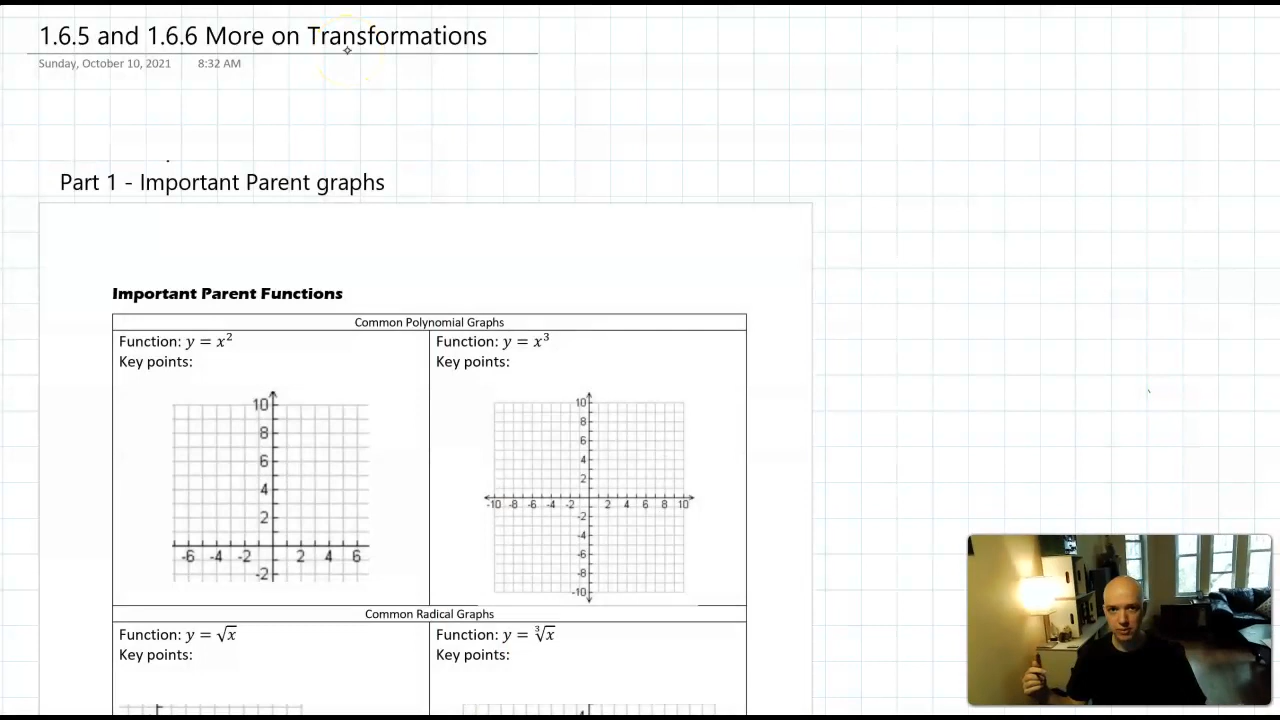 1.6.5 and 1.6.6 More on Transformations
Sunday, October 10, 2021 8:32 AM
Part 1 - Important Parent graphs
Important Parent Functions
Common Polynomial Graphs
Function: y = x²
Key points:
10
8
6
4
2
-6 -4 -2 2 4 6
-2
Function: y = x³
Key points:
10
8
6
4
2
-10 -8 -6 -4 -2 2 4 6 8 10
-2
-4
-6
-8
-10
Common Radical Graphs
Function: y = √x
Key points:
Function: y = ∛x
Key points: